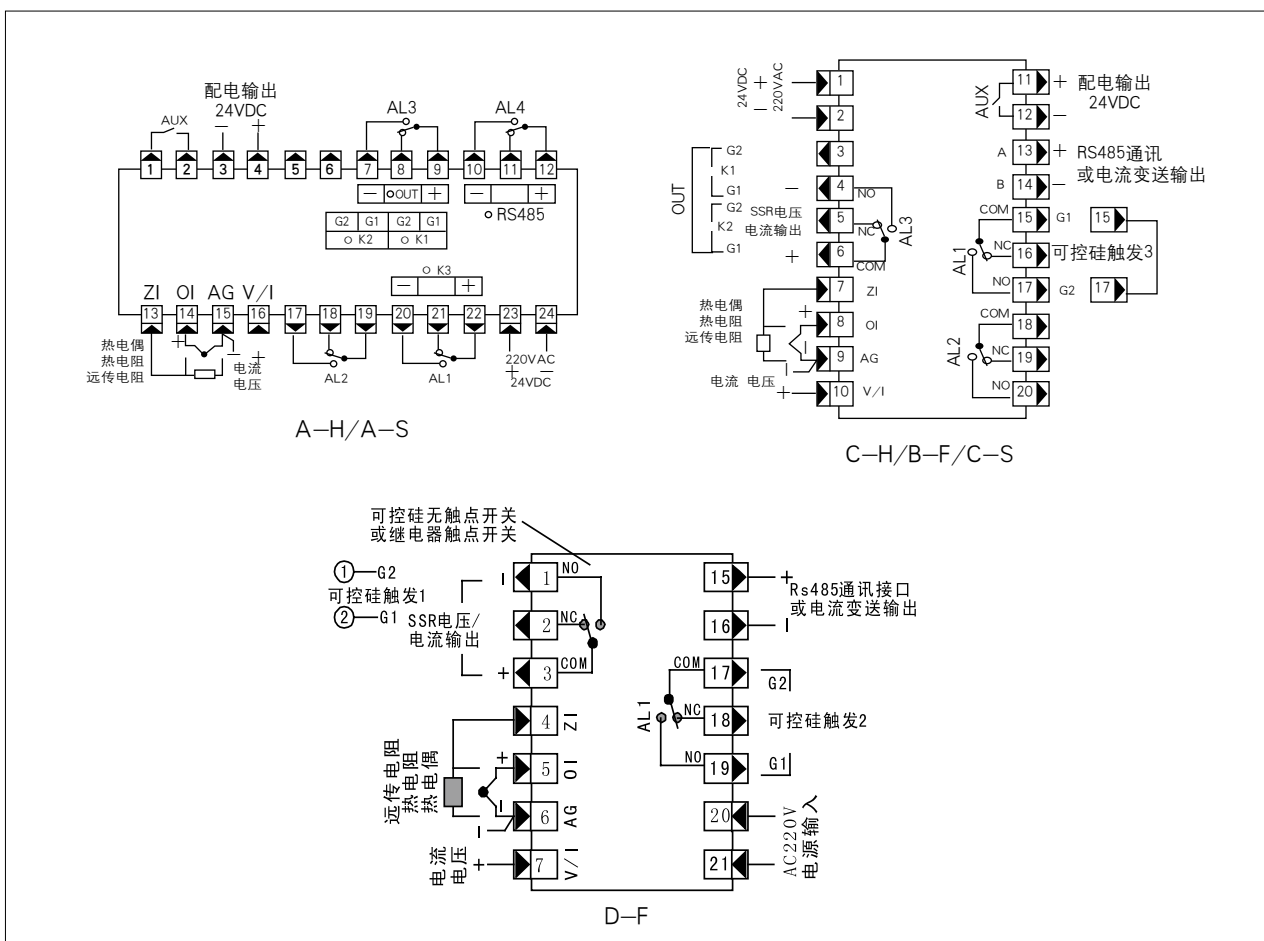 配电输出
24VDC
AUX
− +
AL3
AL4
1 2 3 4 5 6 7 8 9 10 11 12
− OUT + − +
RS485
G2 G1 G2 G1
K2 K1
K3
− +
ZI OI AG V/I
13 14 15 16 17 18 19 20 21 22 23 24
热电偶
热电阻
远传电阻
+ − +
电流
电压
AL2
AL1
220VAC
+ −
24VDC
A−H/A−S
24VDC + −
220VAC
1
2
3
4
5
6
7
8
9
10
OUT
G2
K1
G1
G2
K2
G1
−
SSR电压
电流输出
+
NO
NC
COM
AL3
ZI
OI
AG
V/I
热电偶
热电阻
远传电阻
+
−
−
电流 电压 +
AUX
11 + 配电输出
12 − 24VDC
A 13 + RS485通讯
B 14 − 或电流变送输出
COM 15 G1 15
AL1 NC 16 可控硅触发3
NO 17 G2 17
COM 18
AL2 NC 19
NO 20
C−H/B−F/C−S
可控硅无触点开关
或继电器触点开关
1 G2
可控硅触发1
2 G1
SSR电压/
电流输出
− 1 NO
2 NC
+ 3 COM
4 ZI
+ 5 OI
− 6 AG
−
+ 7 V/I
远传电阻
热电阻
热电偶
电流
电压
15 +
Rs485通讯接口
或电流变送输出
16 −
COM 17 G2
AL1 NC 18 可控硅触发2
NO 19 G1
20
21
AC220V
电源输入
D−F